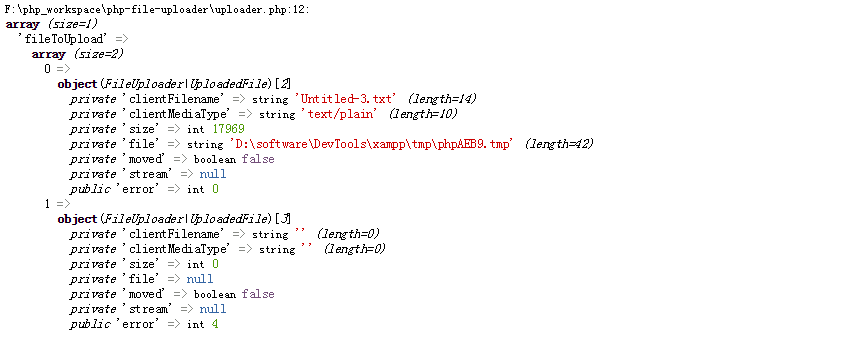 F:\php_workspace\php-file-uploader\uploader.php:12:
array (size=1)
'fileToUpload' =>
array (size=2)
0 =>
object(FileUploader\UploadedFile)[2]
private 'clientFilename' => string 'Untitled-3.txt' (length=14)
private 'clientMediaType' => string 'text/plain' (length=10)
private 'size' => int 17969
private 'file' => string 'D:\software\DevTools\xampp\tmp\phpAEB9.tmp' (length=42)
private 'moved' => boolean false
private 'stream' => null
public 'error' => int 0
1 =>
object(FileUploader\UploadedFile)[3]
private 'clientFilename' => string '' (length=0)
private 'clientMediaType' => string '' (length=0)
private 'size' => int 0
private 'file' => null
private 'moved' => boolean false
private 'stream' => null
public 'error' => int 4